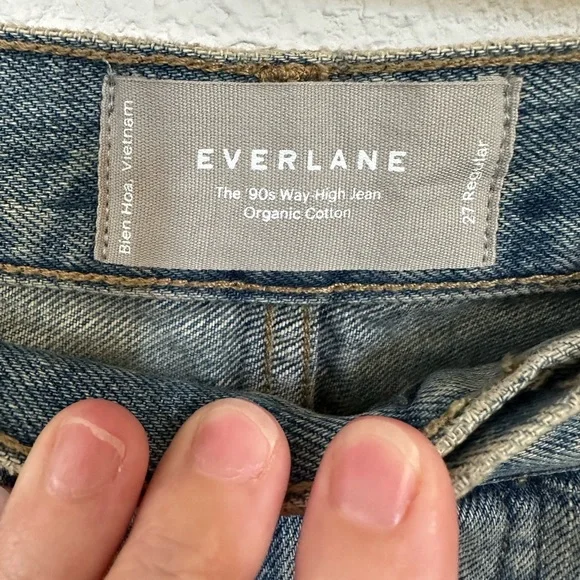 EVERLANE
The '90s Way-High Jean
Organic Cotton
Bien Hoa, Vietnam
27 Regular